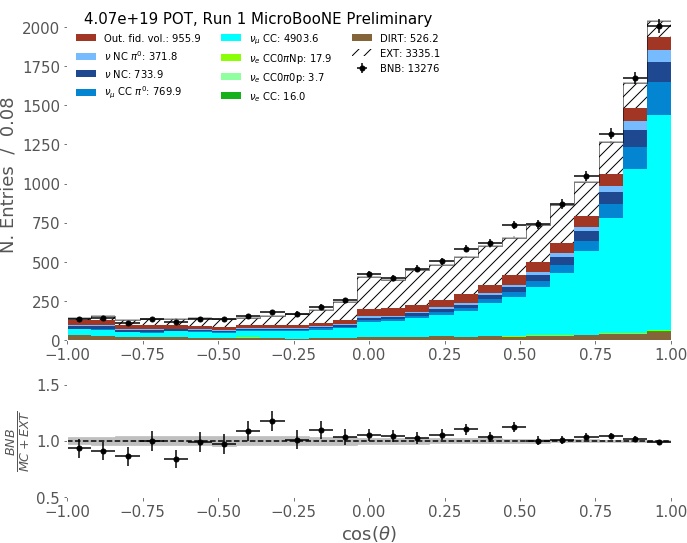 4.07e+19 POT, Run 1 MicroBooNE Preliminary
Out. fid. vol.: 955.9
ν NC π⁰: 371.8
ν NC: 733.9
ν_μ CC π⁰: 769.9
ν_μ CC: 4903.6
ν_e CC0πNp: 17.9
ν_e CC0π0p: 3.7
ν_e CC: 16.0
DIRT: 526.2
EXT: 3335.1
BNB: 13276
N. Entries / 0.08
2000
1750
1500
1250
1000
750
500
250
0
−1.00 −0.75 −0.50 −0.25 0.00 0.25 0.50 0.75 1.00
BNB
MC + EXT
1.5
1.0
0.5
−1.00 −0.75 −0.50 −0.25 0.00 0.25 0.50 0.75 1.00
cos(θ)